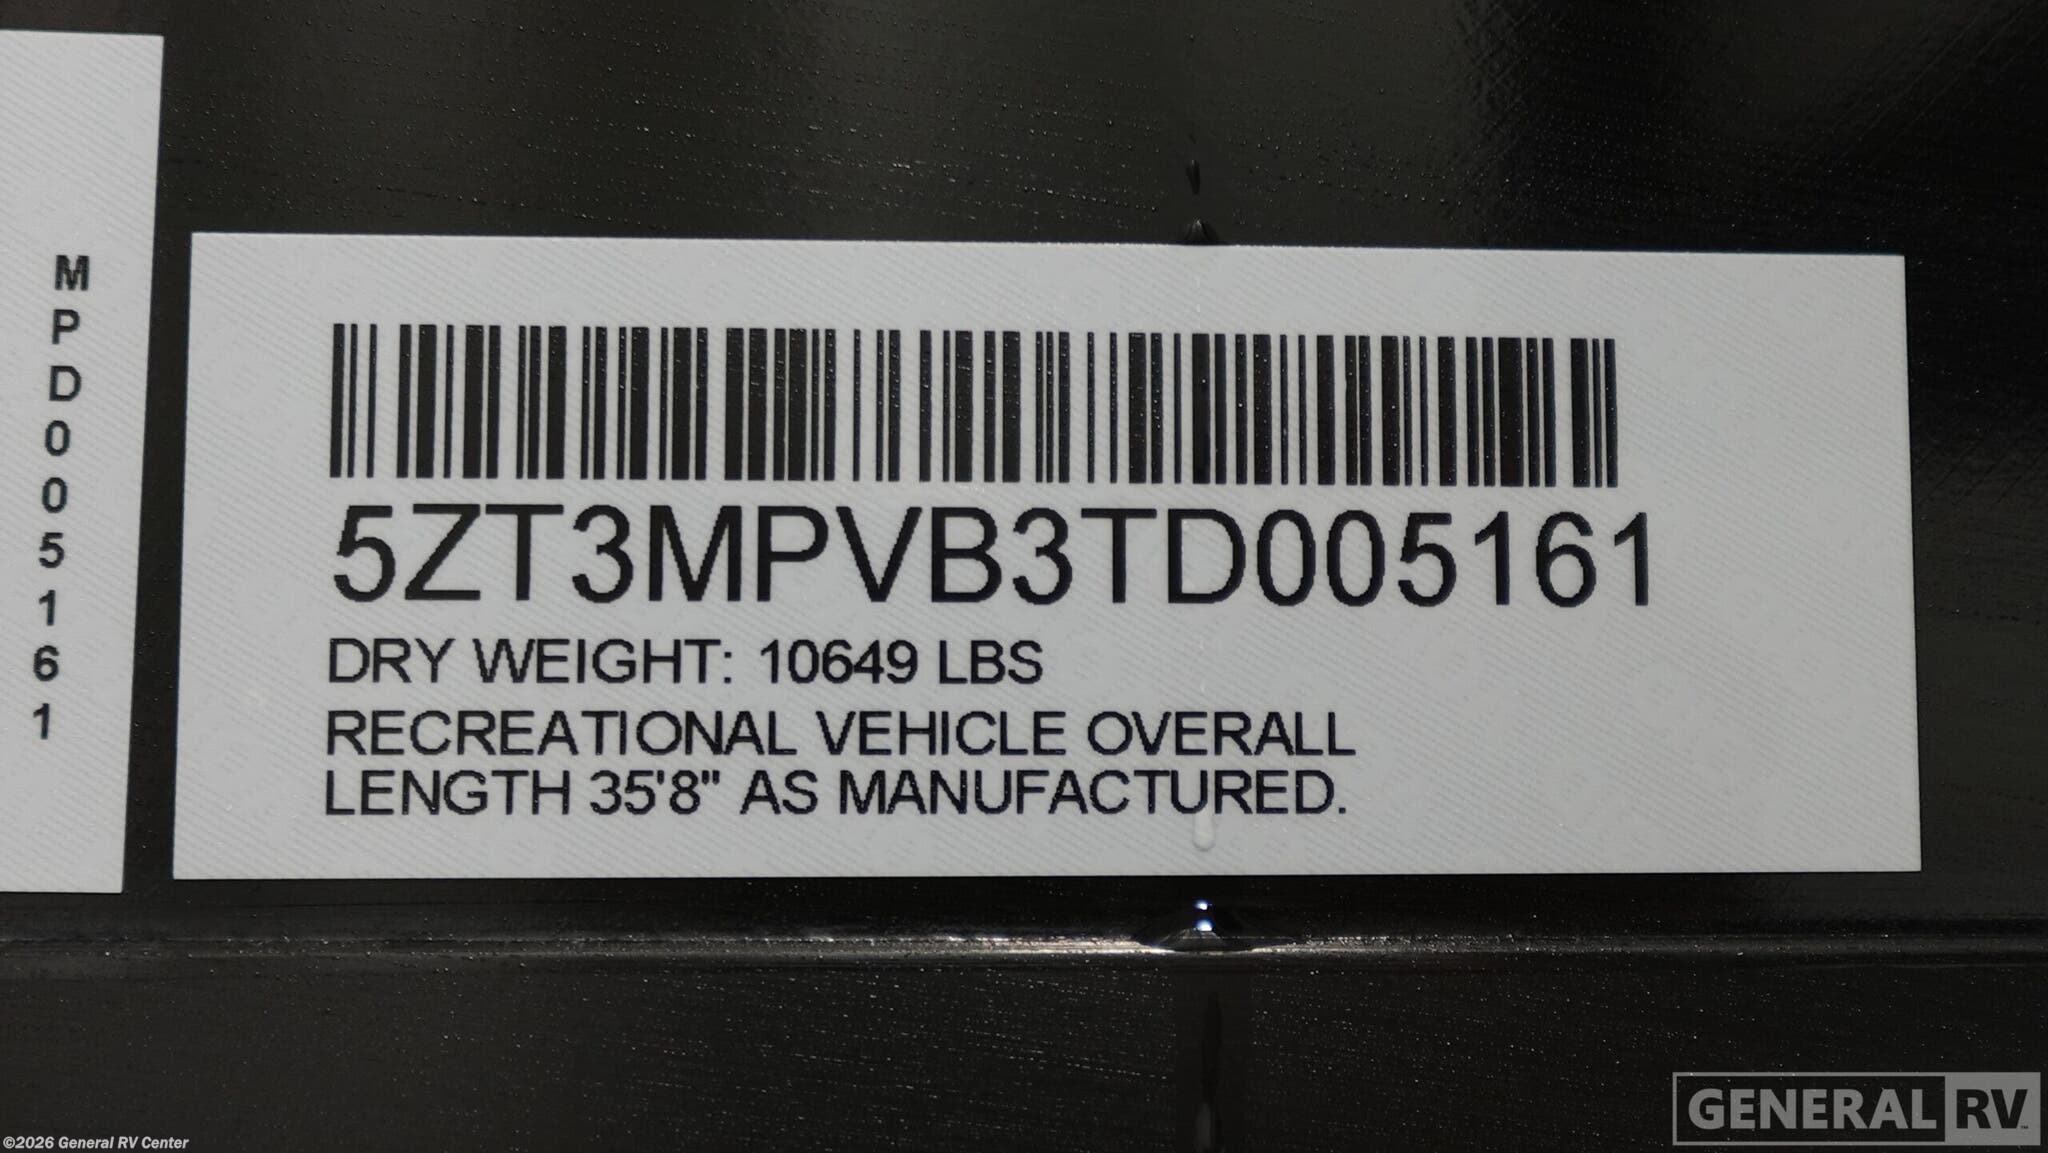 M
P
D
0
0
5
1
6
1
5ZT3MPVB3TD005161
DRY WEIGHT: 10649 LBS
RECREATIONAL VEHICLE OVERALL
LENGTH 35'8" AS MANUFACTURED.
©2026 General RV Center
GENERAL RV™